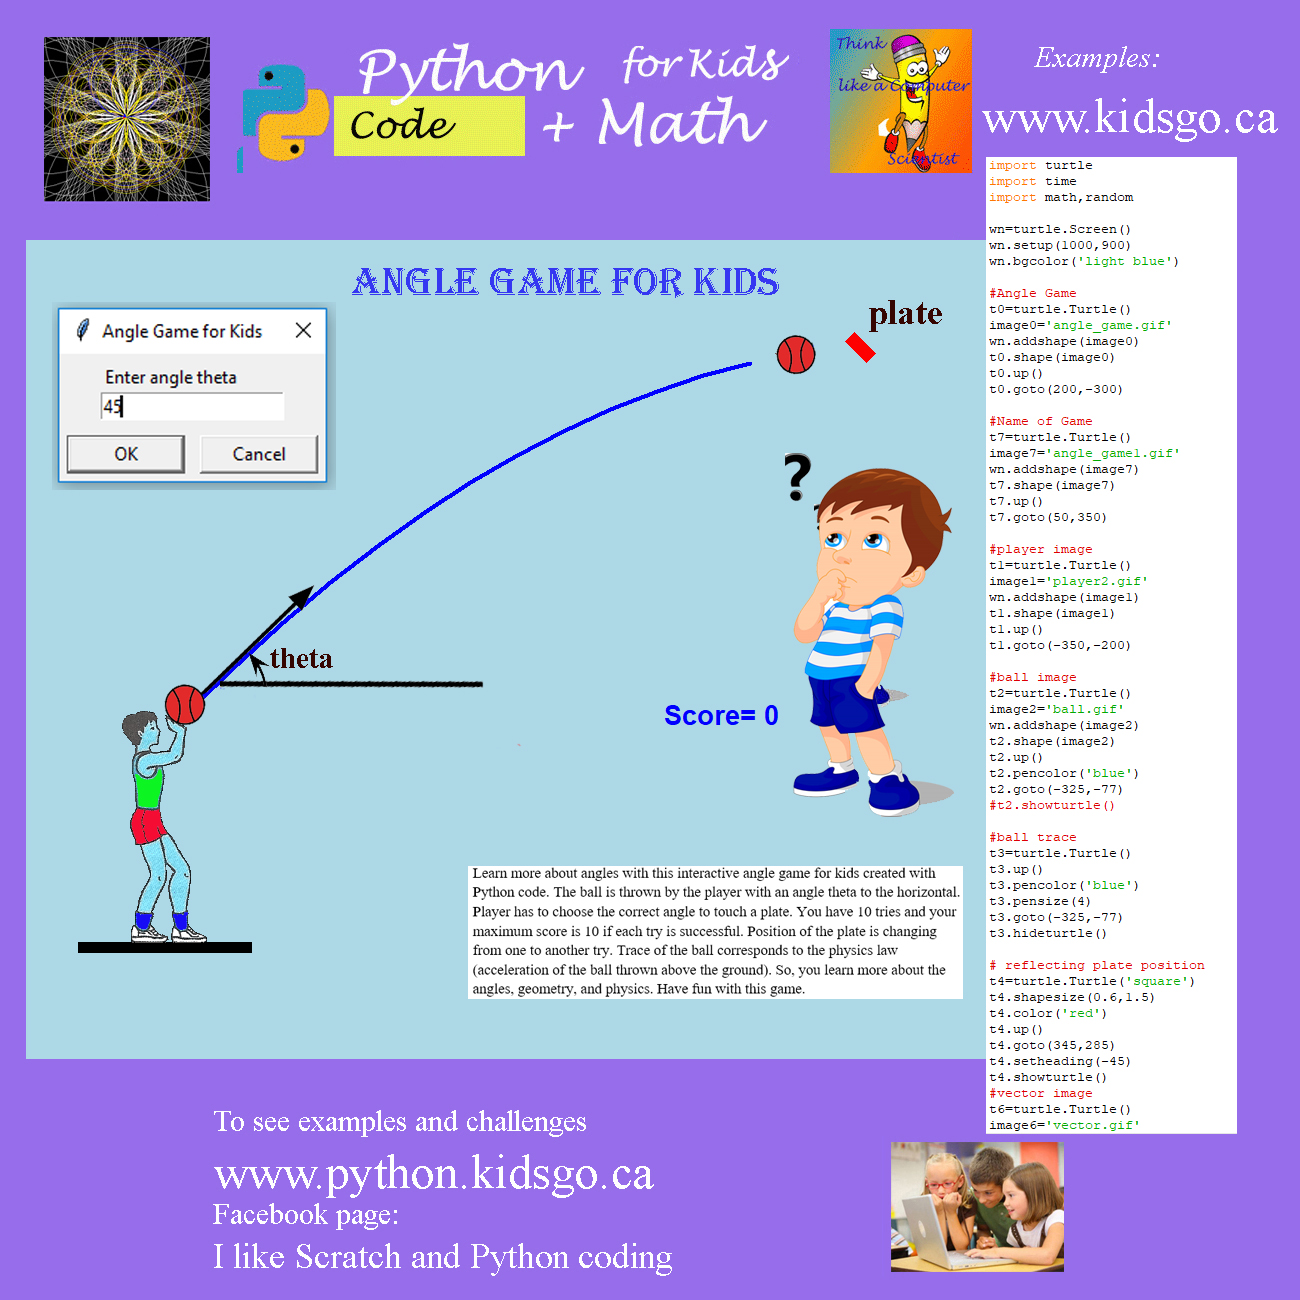 Python for Kids
Code + Math
Think
like a Computer
Scientist
Examples:
www.kidsgo.ca
ANGLE GAME FOR KIDS
Angle Game for Kids
Enter angle theta
45
OK Cancel
plate
?
theta
Score= 0
Learn more about angles with this interactive angle game for kids created with
Python code. The ball is thrown by the player with an angle theta to the horizontal.
Player has to choose the correct angle to touch a plate. You have 10 tries and your
maximum score is 10 if each try is successful. Position of the plate is changing
from one to another try. Trace of the ball corresponds to the physics law
(acceleration of the ball thrown above the ground). So, you learn more about the
angles, geometry, and physics. Have fun with this game.
import turtle
import time
import math,random
wn=turtle.Screen()
wn.setup(1000,900)
wn.bgcolor('light blue')
#Angle Game
t0=turtle.Turtle()
image0='angle_game.gif'
wn.addshape(image0)
t0.shape(image0)
t0.up()
t0.goto(200,-300)
#Name of Game
t7=turtle.Turtle()
image7='angle_game1.gif'
wn.addshape(image7)
t7.shape(image7)
t7.up()
t7.goto(50,350)
#player image
t1=turtle.Turtle()
image1='player2.gif'
wn.addshape(image1)
t1.shape(image1)
t1.up()
t1.goto(-350,-200)
#ball image
t2=turtle.Turtle()
image2='ball.gif'
wn.addshape(image2)
t2.shape(image2)
t2.up()
t2.pencolor('blue')
t2.goto(-325,-77)
#t2.showturtle()
#ball trace
t3=turtle.Turtle()
t3.up()
t3.pencolor('blue')
t3.pensize(4)
t3.goto(-325,-77)
t3.hideturtle()
# reflecting plate position
t4=turtle.Turtle('square')
t4.shapesize(0.6,1.5)
t4.color('red')
t4.up()
t4.goto(345,285)
t4.setheading(-45)
t4.showturtle()
#vector image
t6=turtle.Turtle()
image6='vector.gif'
To see examples and challenges
www.python.kidsgo.ca
Facebook page:
I like Scratch and Python coding